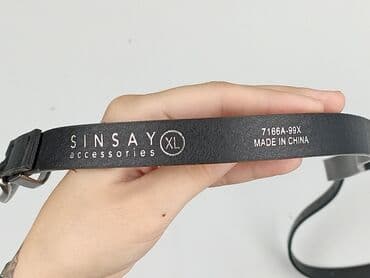 SINSAY
accessories
XL
7166A-99X
MADE IN CHINA